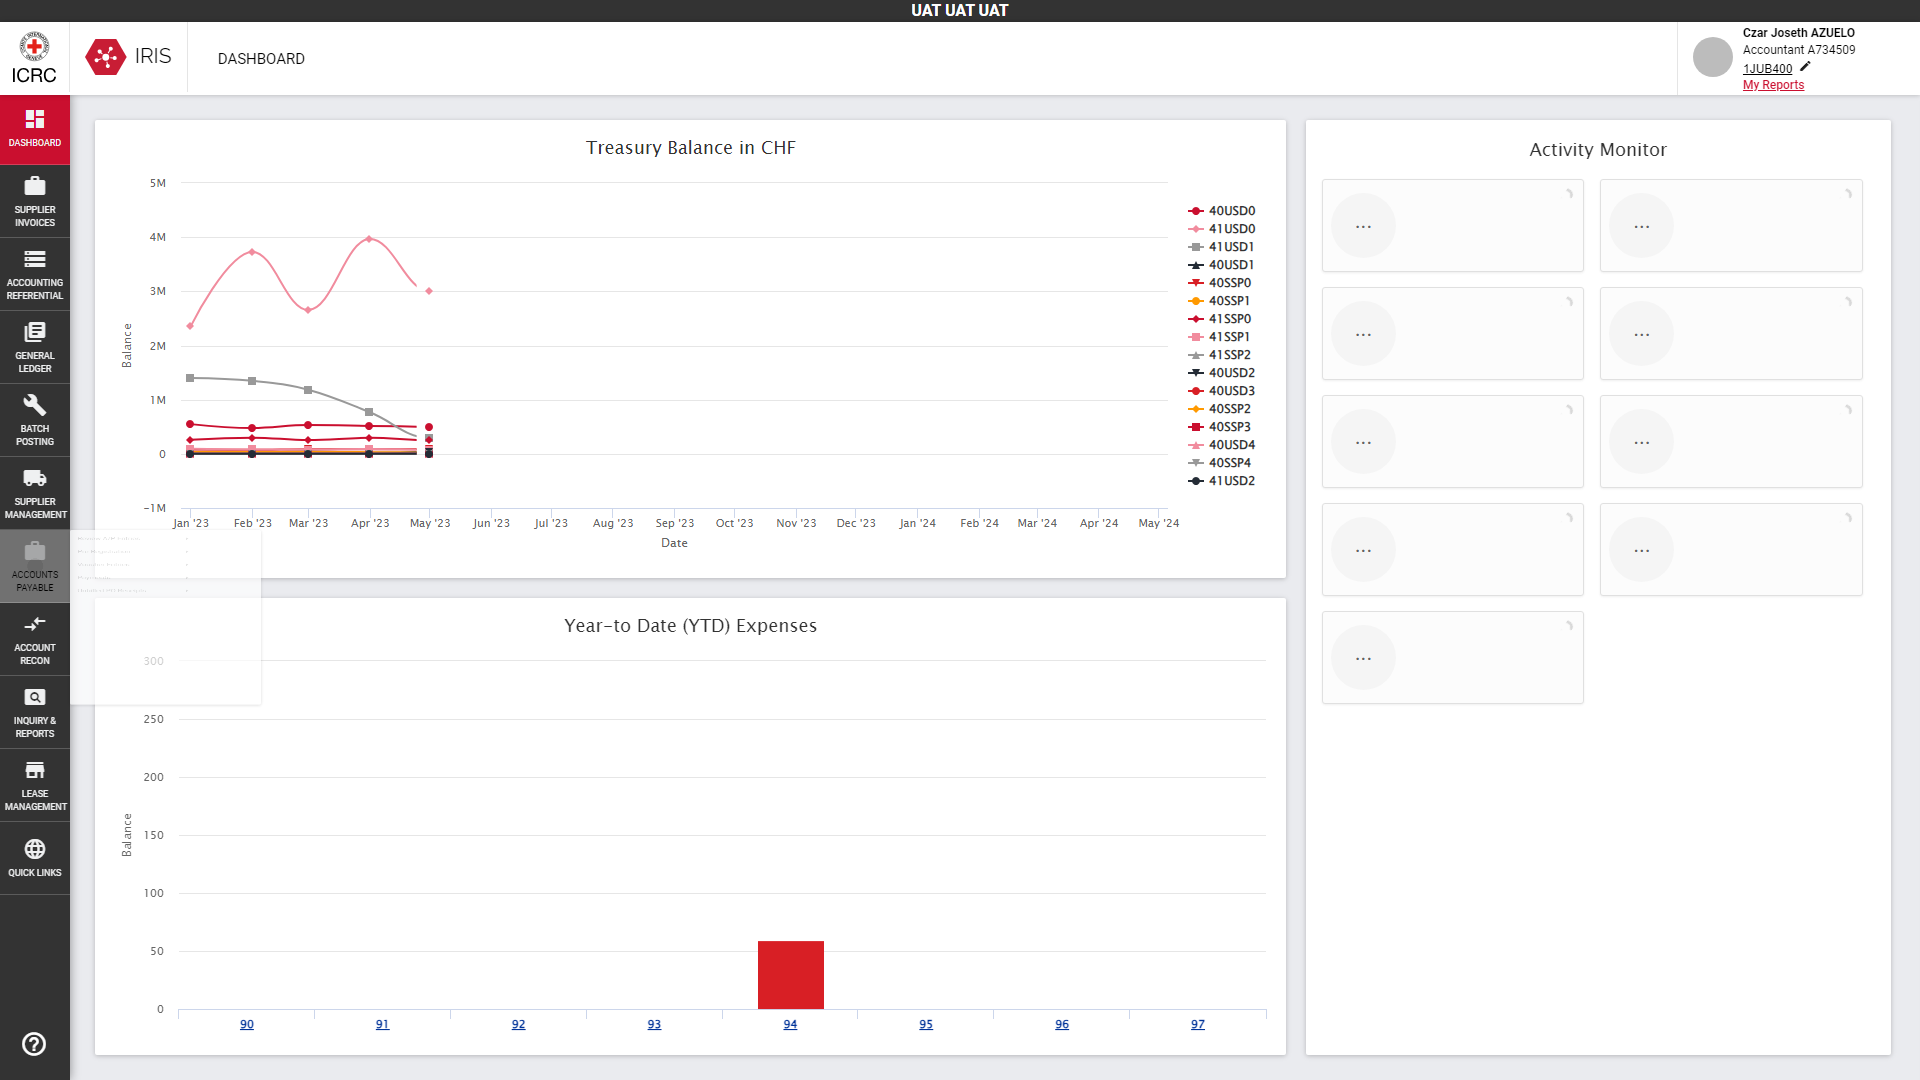 UAT UAT UAT
ICRC
IRIS
DASHBOARD
Czar Joseth AZUELO
Accountant A734509
1JUB400
My Reports
DASHBOARD
SUPPLIER
INVOICES
ACCOUNTING
REFERENTIAL
GENERAL
LEDGER
BATCH
POSTING
SUPPLIER
MANAGEMENT
ACCOUNTS
PAYABLE
ACCOUNT
RECON
INQUIRY &
REPORTS
LEASE
MANAGEMENT
QUICK LINKS
Treasury Balance in CHF
5M
4M
3M
2M
1M
0
-1M
Balance
Jan '23 Feb '23 Mar '23 Apr '23 May '23 Jun '23 Jul '23 Aug '23 Sep '23 Oct '23 Nov '23 Dec '23 Jan '24 Feb '24 Mar '24 Apr '24 May '24
Date
40USD0
41USD0
41USD1
40USD1
40SSP0
40SSP1
41SSP0
41SSP1
41SSP2
40USD2
40USD3
40SSP2
40SSP3
40USD4
40SSP4
41USD2
Year-to Date (YTD) Expenses
300
250
200
150
100
50
0
Balance
90 91 92 93 94 95 96 97
Activity Monitor
... ...
... ...
... ...
... ...
...